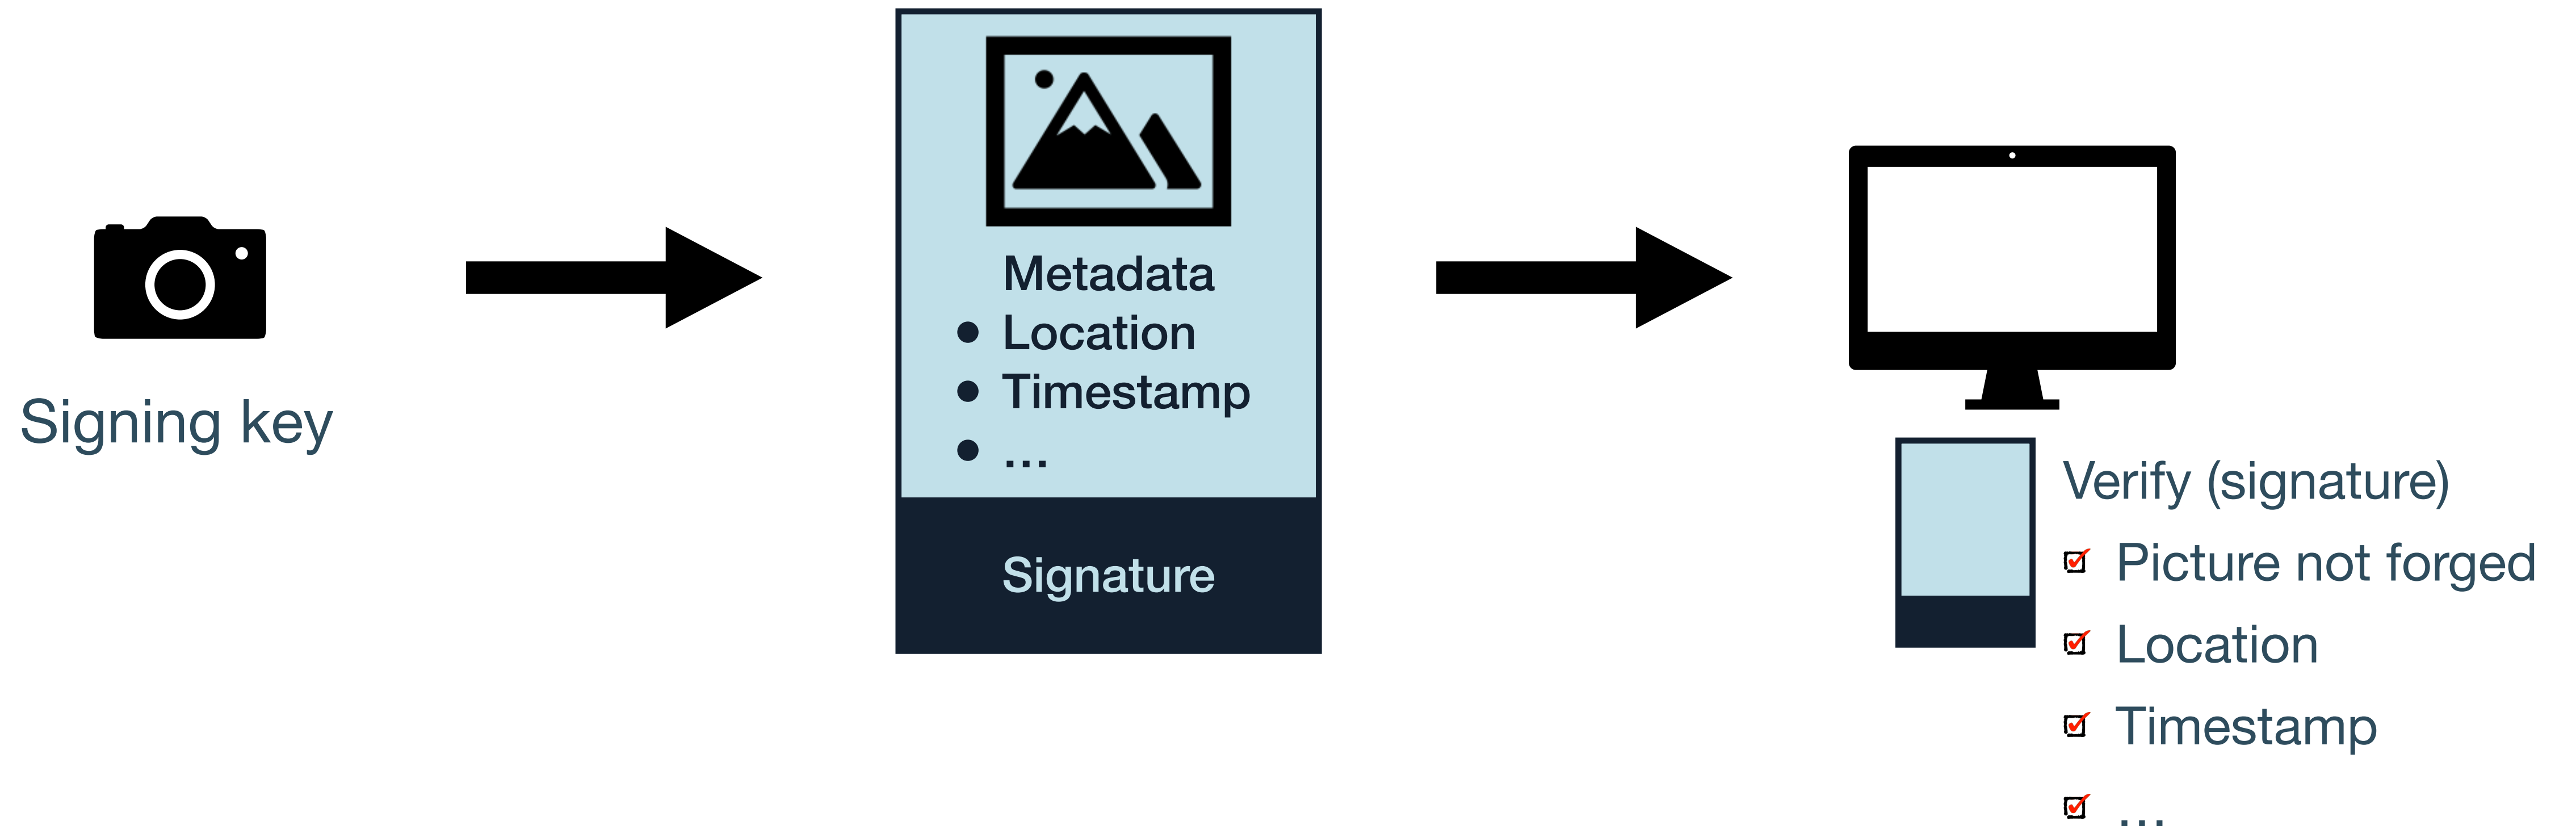 Signing key
Metadata
● Location
● Timestamp
● ...
Signature
Verify (signature)
Picture not forged
Location
Timestamp
...